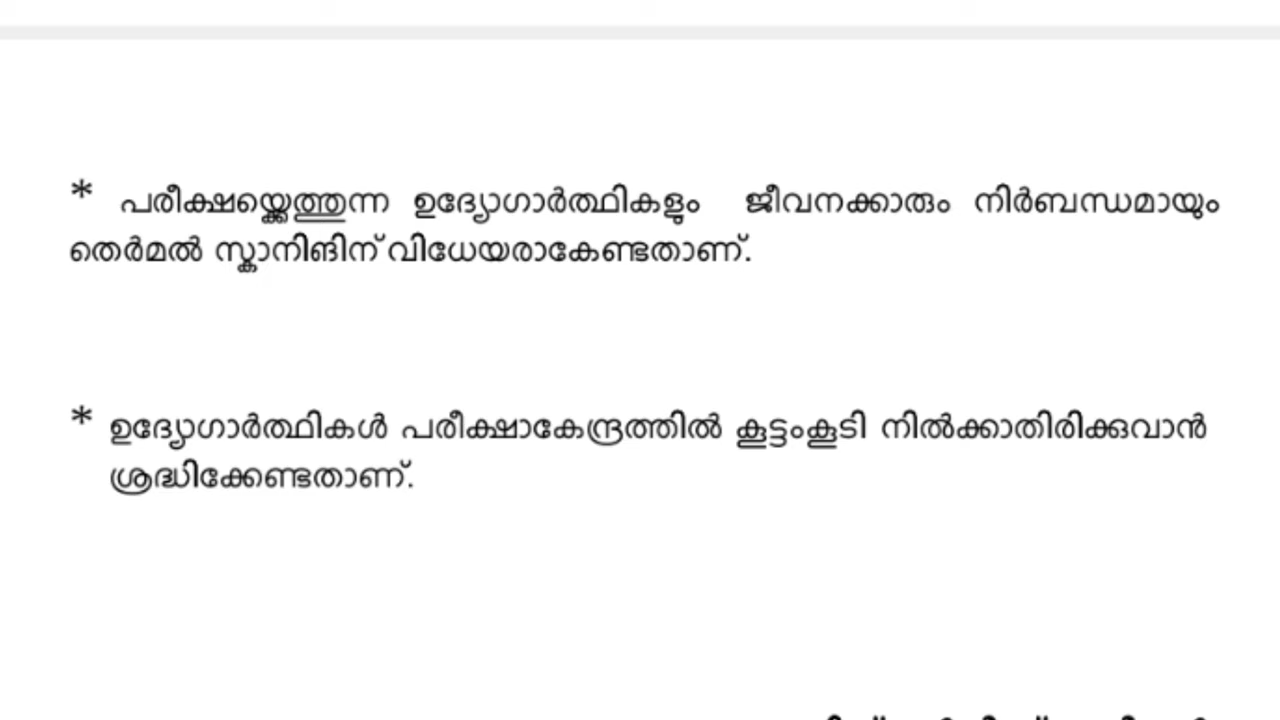 * പരീക്ഷയ്ക്കെത്തുന്ന ഉദ്യോഗാർത്ഥികളും ജീവനക്കാരും നിർബന്ധമായും
തെർമൽ സ്കാനിങിന് വിധേയരാകേണ്ടതാണ്.
* ഉദ്യോഗാർത്ഥികൾ പരീക്ഷാകേന്ദ്രത്തിൽ കൂട്ടംകൂടി നിൽക്കാതിരിക്കുവാൻ
ശ്രദ്ധിക്കേണ്ടതാണ്.